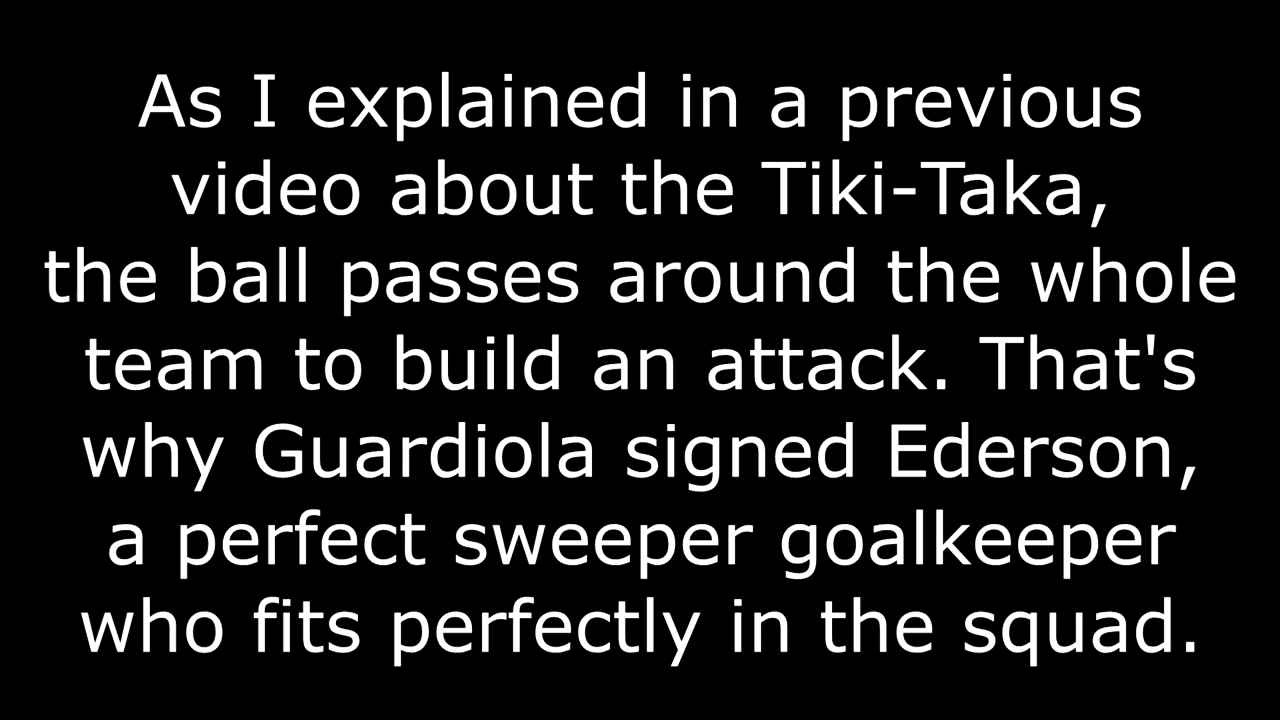 As I explained in a previous
video about the Tiki-Taka,
the ball passes around the whole
team to build an attack. That's
why Guardiola signed Ederson,
a perfect sweeper goalkeeper
who fits perfectly in the squad.